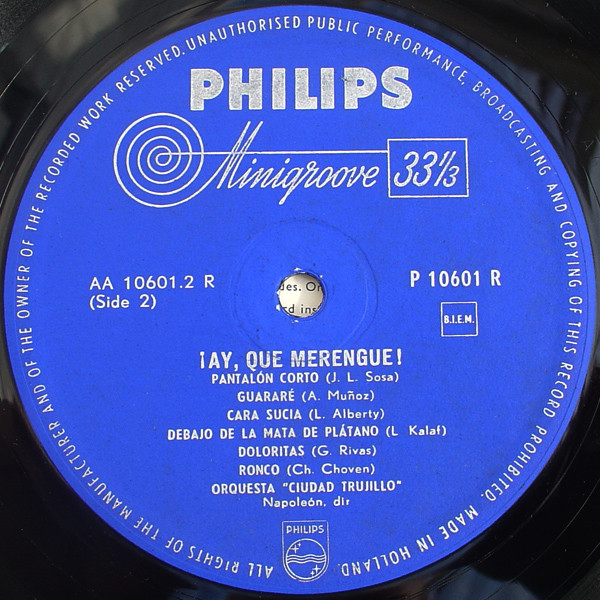 ALL RIGHTS OF THE MANUFACTURER AND OF THE OWNER OF THE RECORDED WORK RESERVED. UNAUTHORISED PUBLIC PERFORMANCE, BROADCASTING AND COPYING OF THIS RECORD PROHIBITED. MADE IN HOLLAND.
PHILIPS
Minigroove 33⅓
AA 10601.2 R
(Side 2)
P 10601 R
B.I.E.M.
¡AY, QUE MERENGUE!
PANTALÓN CORTO (J. L. Sosa)
GUARARÉ (A. Muñoz)
CARA SUCIA (L. Alberty)
DEBAJO DE LA MATA DE PLÁTANO (L Kalaf)
DOLORITAS (G. Rivas)
RONCO (Ch. Choven)
ORQUESTA "CIUDAD TRUJILLO"
Napoleón, dir
PHILIPS